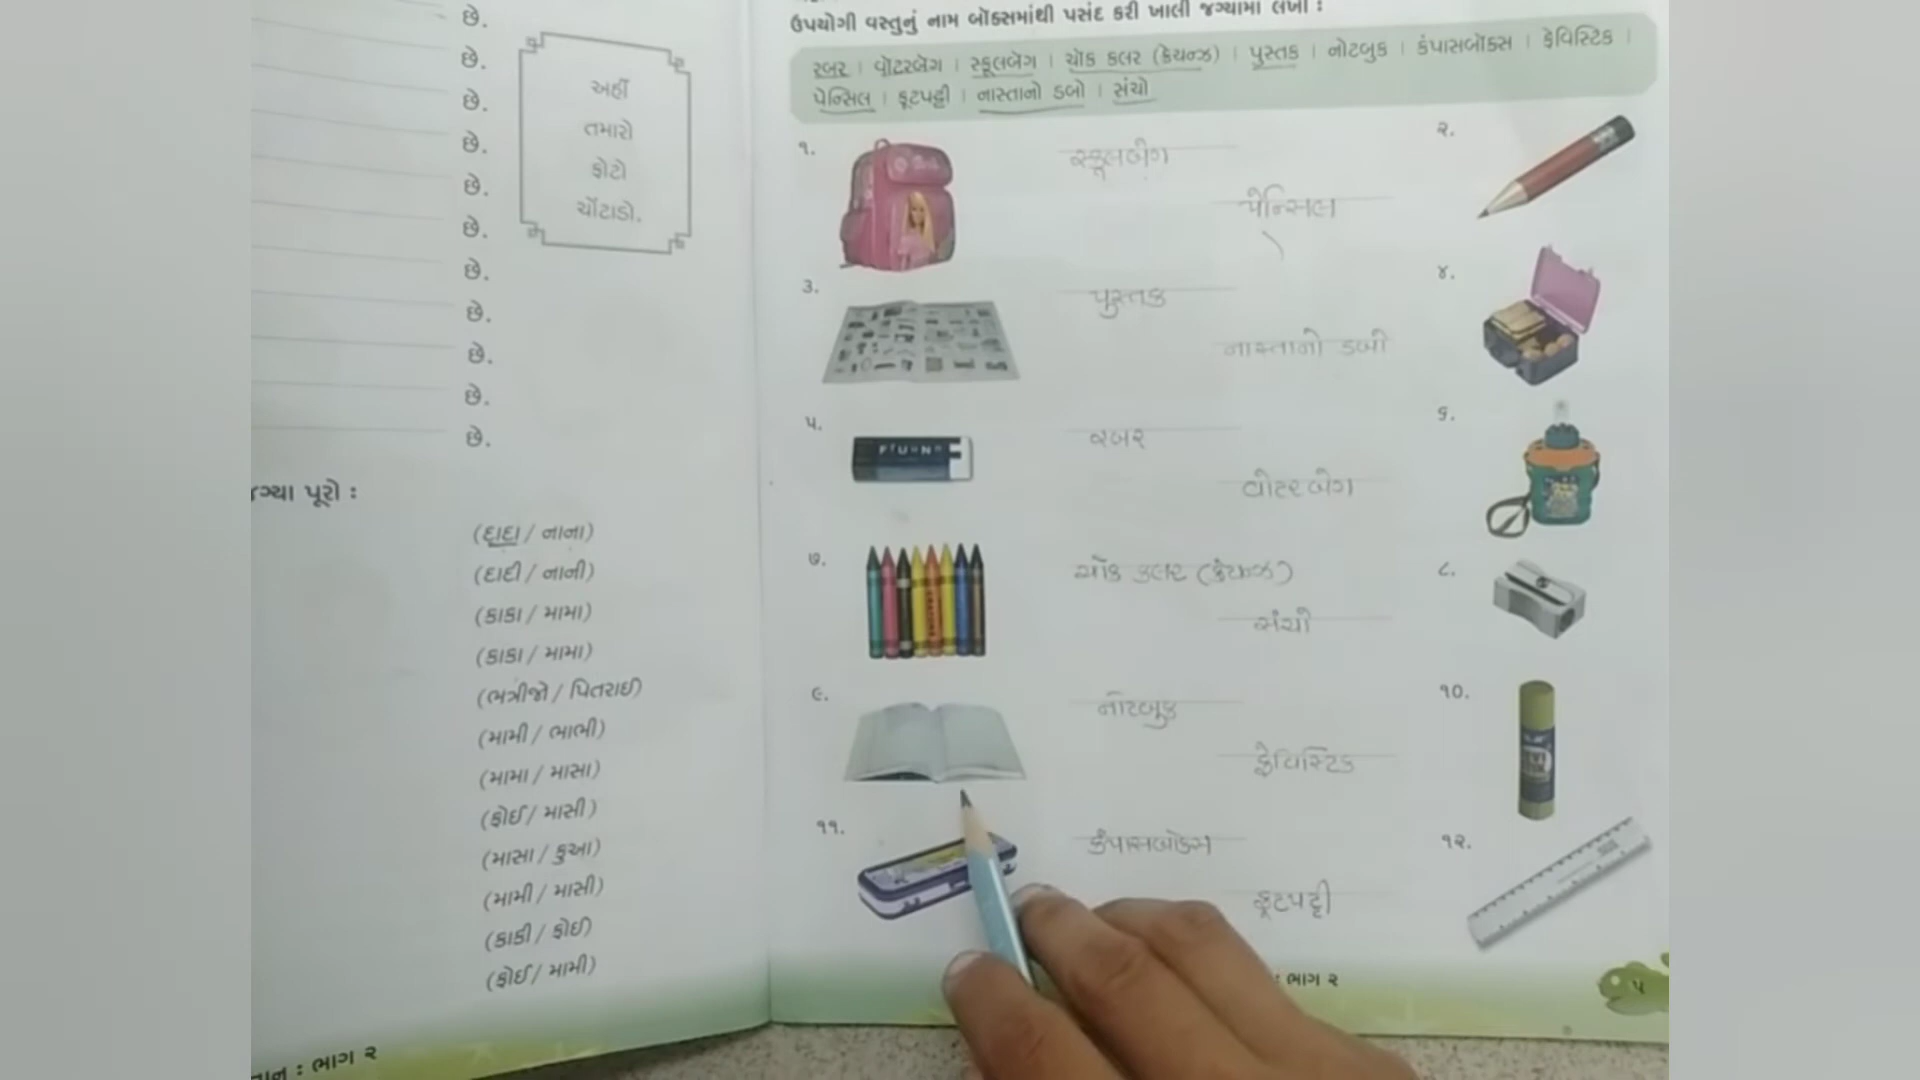 છે.
છે.
છે.
છે.
છે.
છે.
છે.
છે.
છે.
છે.
છે.
અહીં
તમારો
ફોટો
ચોંટાડો.
જગ્યા પૂરો :
(દાદા / નાના)
(દાદી / નાની)
(કાકા / મામા)
(કાકા / મામા)
(ભત્રીજો / પિતરાઈ)
(મામી / ભાભી)
(મામા / માસા)
(ફોઈ / માસી)
(માસા / ફુઆ)
(મામી / માસી)
(કાકી / ફોઈ)
(ફોઈ / મામી)
: ભાગ ૨
ઉપયોગી વસ્તુનું નામ બૉક્સમાંથી પસંદ કરી ખાલી જગ્યામાં લખો :
રબર | વૉટરબૅગ | સ્કૂલબૅગ | ચૉક કલર (ક્રેયન્ઝ) | પુસ્તક | નોટબુક | કંપાસબૉક્સ | ફેવિસ્ટિક |
પેન્સિલ | ફૂટપટ્ટી | નાસ્તાનો ડબો | સંચો
૧. સ્કૂલબેગ
૨. પેન્સિલ
૩. પુસ્તક
૪. નાસ્તાનો ડબી
૫. રબર
૬. વોટરબેગ
૭. ચૉક કલર (ક્રેયન્ઝ)
૮. સંચો
૯. નોટબુક
૧૦. ફેવિસ્ટિક
૧૧. કંપાસબોક્સ
૧૨. ફૂટપટ્ટી
: ભાગ ૨
૫